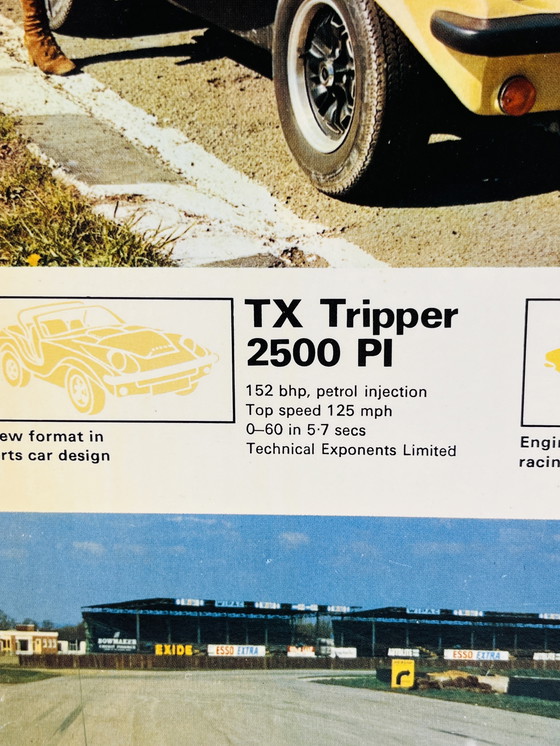 TX Tripper
2500 PI
152 bhp, petrol injection
Top speed 125 mph
0–60 in 5·7 secs
Technical Exponents Limited
ew format in
rts car design
Engi
racin
BOWMAKER
EXIDE
ESSO EXTRA
ESSO EXTRA